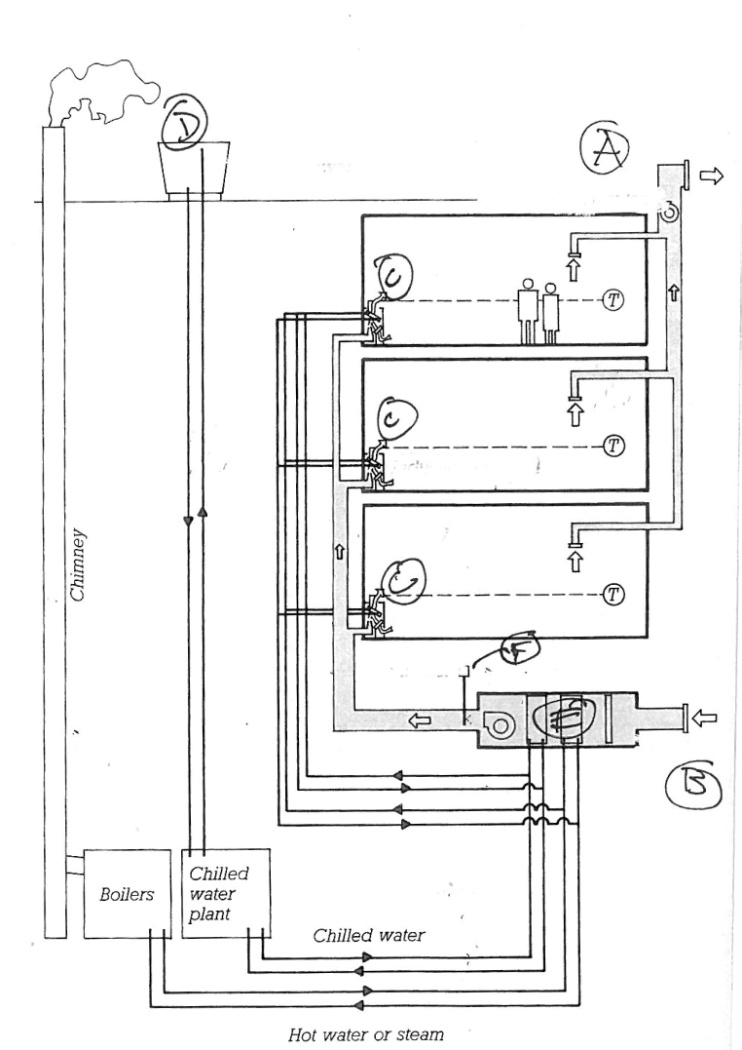 D
A
C
T
C
T
Chimney
C
T
F
E
B
Boilers
Chilled
water
plant
Chilled water
Hot water or steam